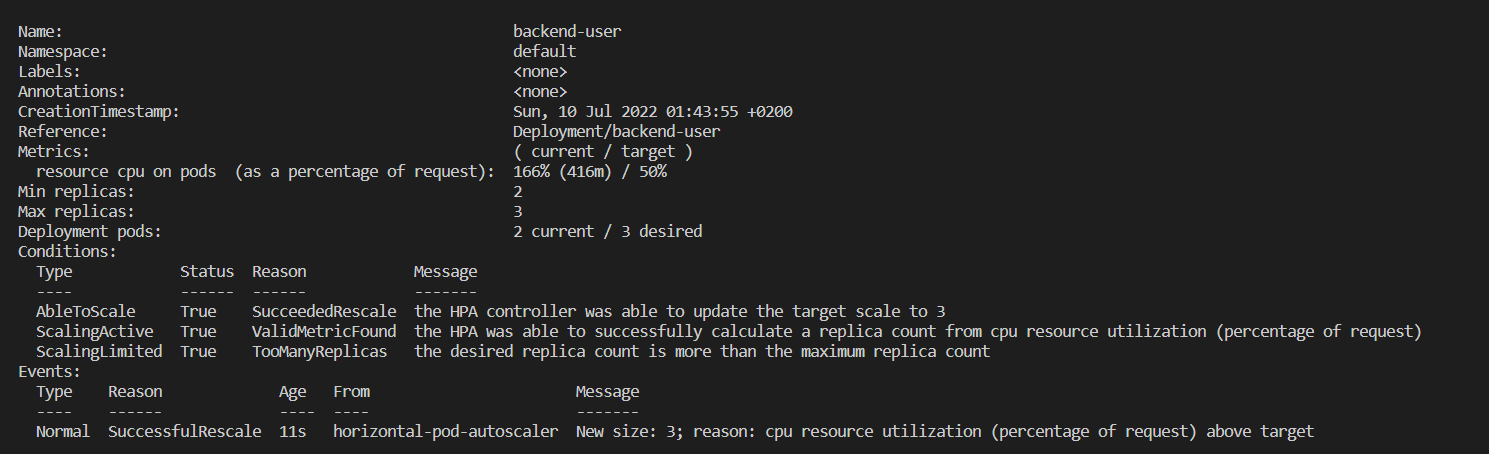 Name:                                                  backend-user
Namespace:                                             default
Labels:                                                <none>
Annotations:                                           <none>
CreationTimestamp:                                     Sun, 10 Jul 2022 01:43:55 +0200
Reference:                                             Deployment/backend-user
Metrics:                                               ( current / target )
  resource cpu on pods  (as a percentage of request):  166% (416m) / 50%
Min replicas:                                          2
Max replicas:                                          3
Deployment pods:                                       2 current / 3 desired
Conditions:
  Type            Status  Reason            Message
  ----            ------  ------            -------
  AbleToScale     True    SucceededRescale  the HPA controller was able to update the target scale to 3
  ScalingActive   True    ValidMetricFound  the HPA was able to successfully calculate a replica count from cpu resource utilization (percentage of request)
  ScalingLimited  True    TooManyReplicas   the desired replica count is more than the maximum replica count
Events:
  Type    Reason             Age   From                       Message
  ----    ------             ----  ----                       -------
  Normal  SuccessfulRescale  11s   horizontal-pod-autoscaler  New size: 3; reason: cpu resource utilization (percentage of request) above target